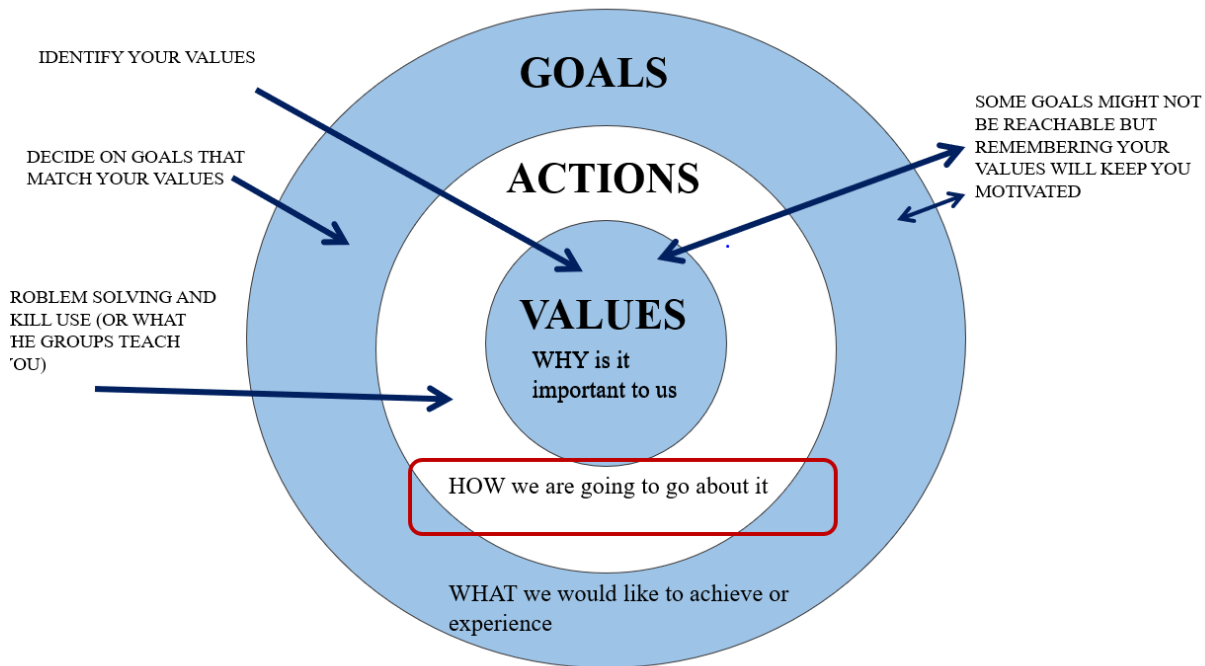 IDENTIFY YOUR VALUES
GOALS
SOME GOALS MIGHT NOT
BE REACHABLE BUT
REMEMBERING YOUR
VALUES WILL KEEP YOU
MOTIVATED
DECIDE ON GOALS THAT
MATCH YOUR VALUES
ACTIONS
ROBLEM SOLVING AND
KILL USE (OR WHAT
HE GROUPS TEACH
OU)
VALUES
WHY is it
important to us
HOW we are going to go about it
WHAT we would like to achieve or
experience